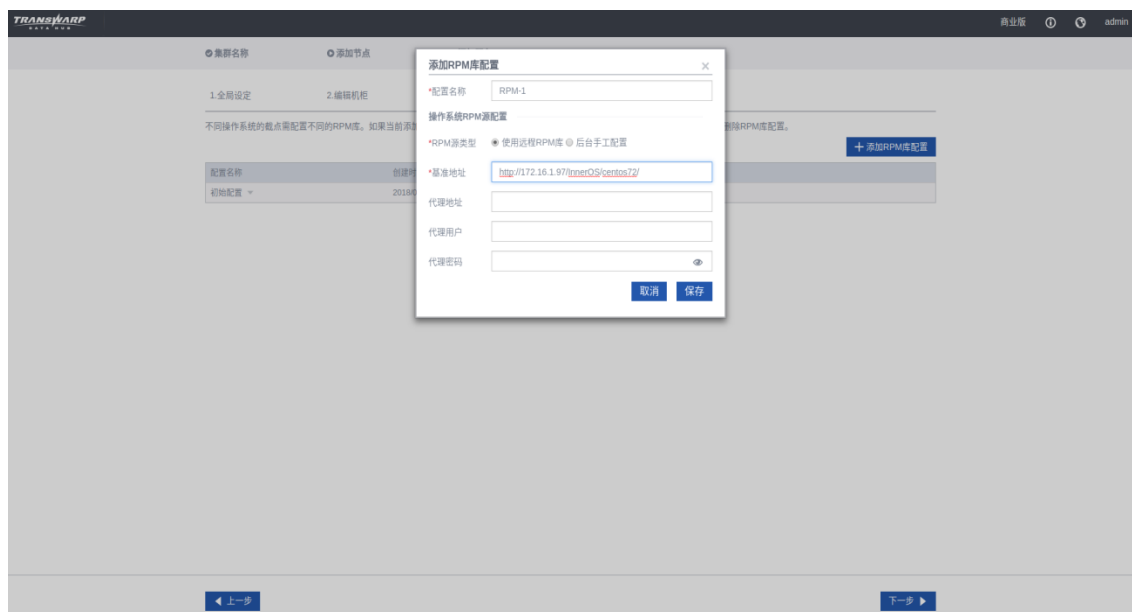 TRANSWARP
DATA HUB
商业版
admin
集群名称
添加节点
1.全局设定
2.编辑机柜
不同操作系统的截点需配置不同的RPM库。如果当前添
删除RPM库配置。
添加RPM库配置
配置名称
创建时
初始配置
2018/0
添加RPM库配置
*配置名称 RPM-1
操作系统RPM源配置
*RPM源类型 使用远程RPM库 后台手工配置
*基准地址 http://172.16.1.97/InnerOS/centos72/
代理地址
代理用户
代理密码
取消 保存
上一步
下一步